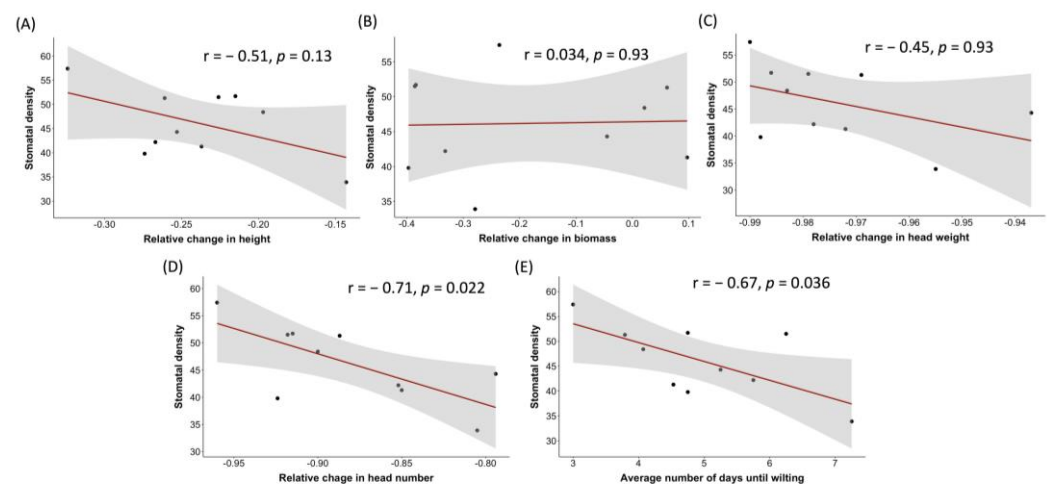 (A)
r = – 0.51, p = 0.13
Stomatal density
60
55
50
45
40
35
30
-0.30
-0.25
-0.20
-0.15
Relative change in height
(B)
r = 0.034, p = 0.93
Stomatal density
55
50
45
40
35
-0.4
-0.3
-0.2
-0.1
0.0
0.1
Relative change in biomass
(C)
r = – 0.45, p = 0.93
Stomatal density
55
50
45
40
35
30
-0.99
-0.98
-0.97
-0.96
-0.95
-0.94
Relative change in head weight
(D)
r = – 0.71, p = 0.022
Stomatal density
60
55
50
45
40
35
30
-0.95
-0.90
-0.85
-0.80
Relative chage in head number
(E)
r = – 0.67, p = 0.036
Stomatal density
60
55
50
45
40
35
30
3
4
5
6
7
Average number of days until wilting